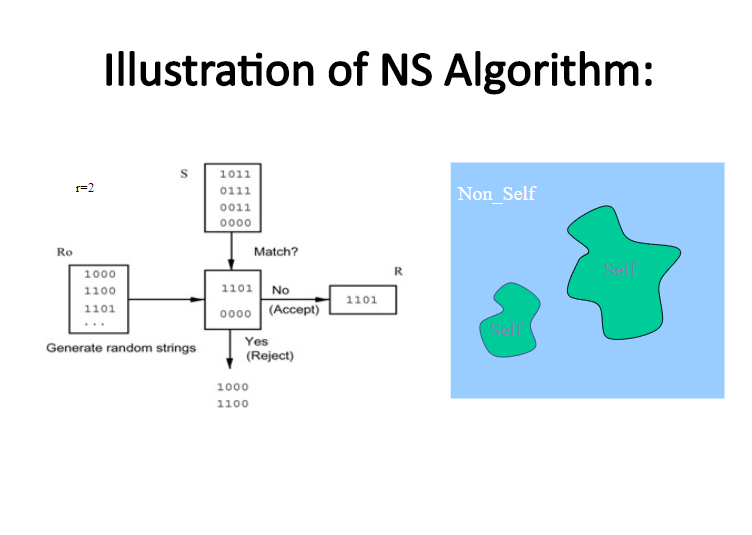 Illustration of NS Algorithm:
r=2
S
1011
0111
0011
0000
Match?
Ro
1000
1100
1101
...
Generate random strings
1101
0000
No
(Accept)
R
1101
Yes
(Reject)
1000
1100
Non_Self
Self
Self